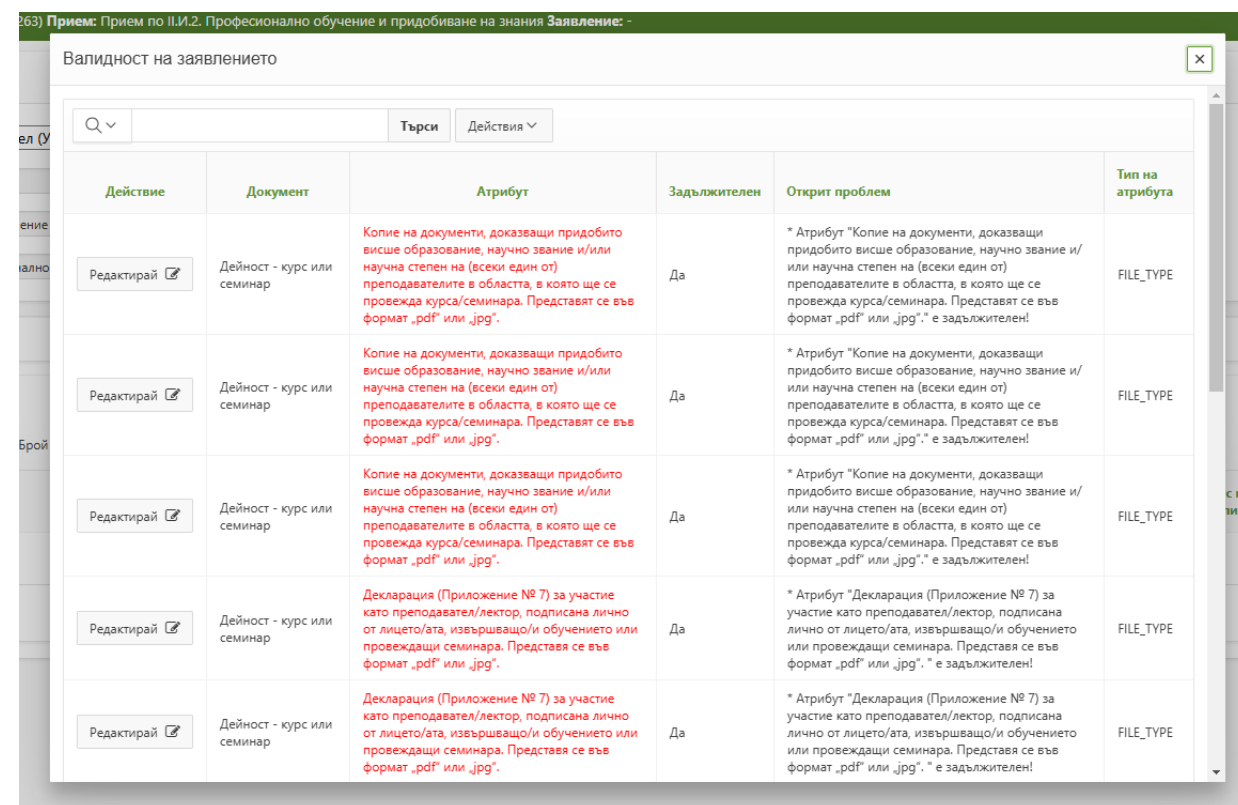 263) Прием: Прием по II.И.2. Професионално обучение и придобиване на знания Заявление: -
Валидност на заявлението
ел (У
ение
ално
Брой
Търси Действия
Действие Документ Атрибут Задължителен Открит проблем Тип на
атрибута
Редактирай
Дейност - курс или
семинар
Копие на документи, доказващи придобито
висше образование, научно звание и/или
научна степен на (всеки един от)
преподавателите в областта, в която ще се
провежда курса/семинара. Представят се във
формат „pdf“ или „jpg“.
Да
* Атрибут "Копие на документи, доказващи
придобито висше образование, научно звание и/
или научна степен на (всеки един от)
преподавателите в областта, в която ще се
провежда курса/семинара. Представят се във
формат „pdf“ или „jpg“." е задължителен!
FILE_TYPE
Редактирай
Дейност - курс или
семинар
Копие на документи, доказващи придобито
висше образование, научно звание и/или
научна степен на (всеки един от)
преподавателите в областта, в която ще се
провежда курса/семинара. Представят се във
формат „pdf“ или „jpg“.
Да
* Атрибут "Копие на документи, доказващи
придобито висше образование, научно звание и/
или научна степен на (всеки един от)
преподавателите в областта, в която ще се
провежда курса/семинара. Представят се във
формат „pdf“ или „jpg“." е задължителен!
FILE_TYPE
Редактирай
Дейност - курс или
семинар
Копие на документи, доказващи придобито
висше образование, научно звание и/или
научна степен на (всеки един от)
преподавателите в областта, в която ще се
провежда курса/семинара. Представят се във
формат „pdf“ или „jpg“.
Да
* Атрибут "Копие на документи, доказващи
придобито висше образование, научно звание и/
или научна степен на (всеки един от)
преподавателите в областта, в която ще се
провежда курса/семинара. Представят се във
формат „pdf“ или „jpg“." е задължителен!
FILE_TYPE
Редактирай
Дейност - курс или
семинар
Декларация (Приложение № 7) за участие
като преподавател/лектор, подписана лично
от лицето/ата, извършващо/и обучението или
провеждащи семинара. Представя се във
формат „pdf“ или „jpg“.
Да
* Атрибут "Декларация (Приложение № 7) за
участие като преподавател/лектор, подписана
лично от лицето/ата, извършващо/и обучението
или провеждащи семинара. Представя се във
формат „pdf“ или „jpg“. " е задължителен!
FILE_TYPE
Редактирай
Дейност - курс или
семинар
Декларация (Приложение № 7) за участие
като преподавател/лектор, подписана лично
от лицето/ата, извършващо/и обучението или
провеждащи семинара. Представя се във
формат „pdf“ или „jpg“.
Да
* Атрибут "Декларация (Приложение № 7) за
участие като преподавател/лектор, подписана
лично от лицето/ата, извършващо/и обучението
или провеждащи семинара. Представя се във
формат „pdf“ или „jpg“. " е задължителен!
FILE_TYPE